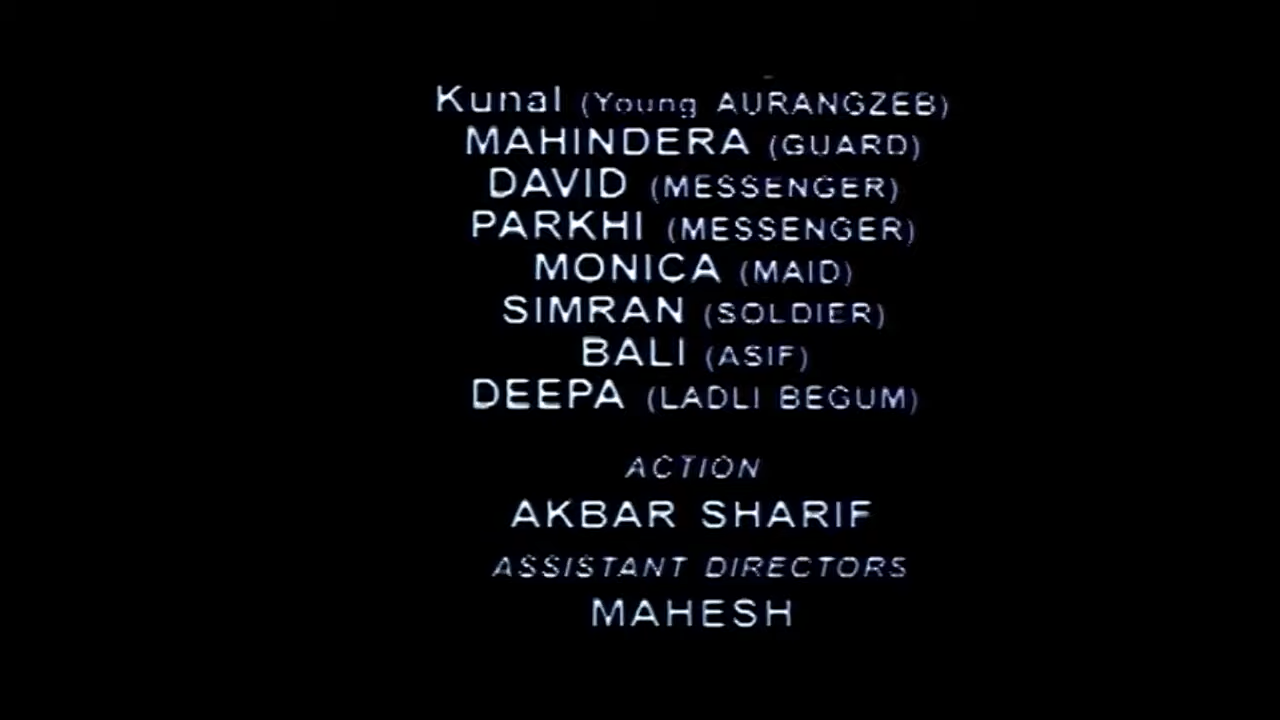 Kunal (Young AURANGZEB)
MAHINDERA (GUARD)
DAVID (MESSENGER)
PARKHI (MESSENGER)
MONICA (MAID)
SIMRAN (SOLDIER)
BALI (ASIF)
DEEPA (LADLI BEGUM)
ACTION
AKBAR SHARIF
ASSISTANT DIRECTORS
MAHESH